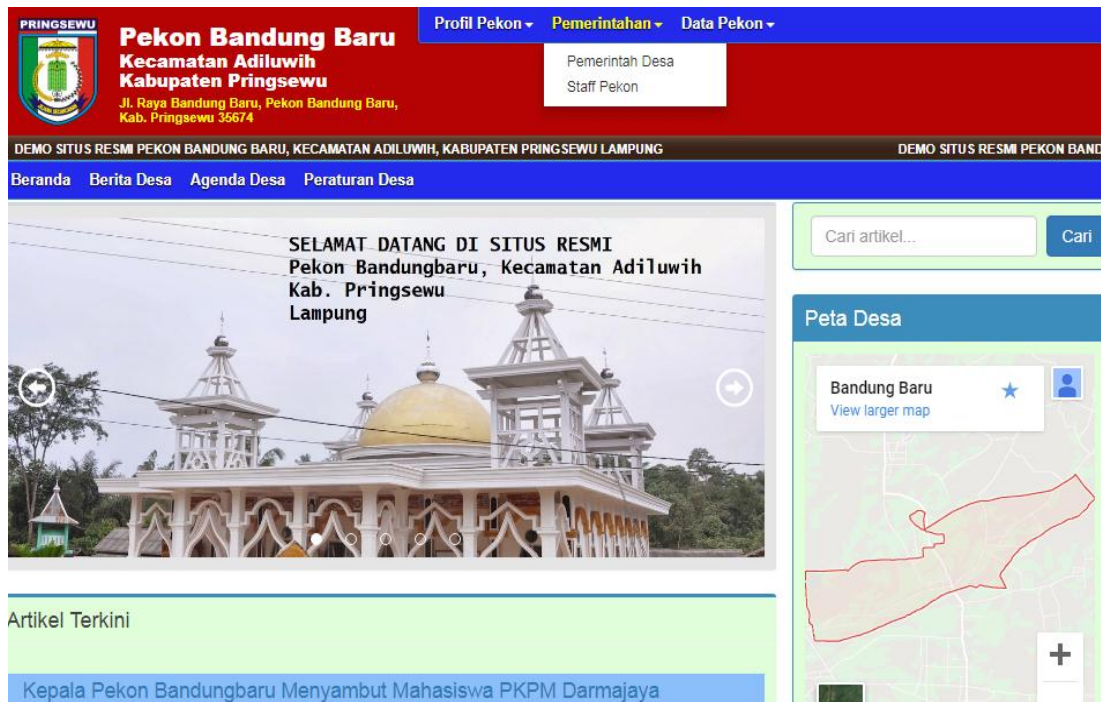 PRINGSEWU
Pekon Bandung Baru
Kecamatan Adiluwih
Kabupaten Pringsewu
Jl. Raya Bandung Baru, Pekon Bandung Baru,
Kab. Pringsewu 35674
Profil Pekon Pemerintahan Data Pekon
Pemerintah Desa
Staff Pekon
DEMO SITUS RESMI PEKON BANDUNG BARU, KECAMATAN ADILUWIH, KABUPATEN PRINGSEWU LAMPUNG DEMO SITUS RESMI PEKON BAND
Beranda Berita Desa Agenda Desa Peraturan Desa
SELAMAT DATANG DI SITUS RESMI
Pekon Bandungbaru, Kecamatan Adiluwih
Kab. Pringsewu
Lampung
Cari artikel... Cari
Peta Desa
Bandung Baru
View larger map
+
Artikel Terkini
Kepala Pekon Bandungbaru Menyambut Mahasiswa PKPM Darmajaya